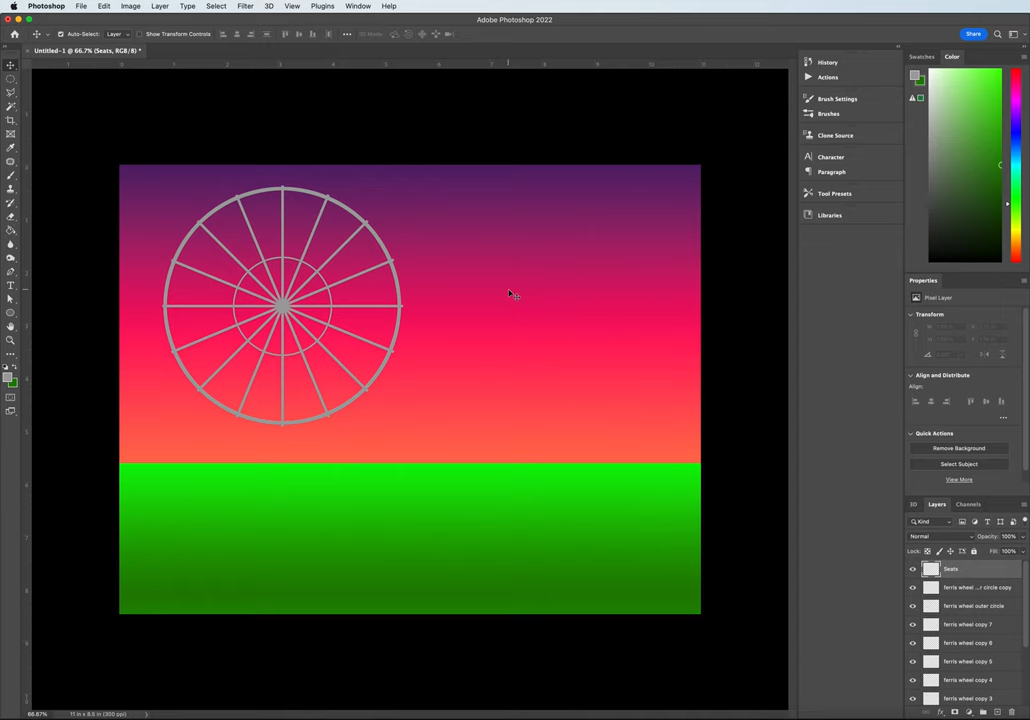 Photoshop File Edit Image Layer Type Select Filter 3D View Plugins Window Help
Adobe Photoshop 2022
Auto-Select: Layer Show Transform Controls ••• 3D Mode: Share
Untitled-1 @ 66.7% (Seats, RGB/8) *
History
Actions
Brush Settings
Brushes
Clone Source
Character
Paragraph
Tool Presets
Libraries
Swatches Color
Properties
Pixel Layer
Transform
Align and Distribute
Align:
•••
Quick Actions
Remove Background
Select Subject
View More
3D Layers Channels
Kind
Normal Opacity: 100%
Lock: Fill: 100%
Seats
ferris wheel ...r circle copy
ferris wheel outer circle
ferris wheel copy 7
ferris wheel copy 6
ferris wheel copy 5
ferris wheel copy 4
ferris wheel copy 3
66.67% 11 in x 8.5 in (300 ppi)